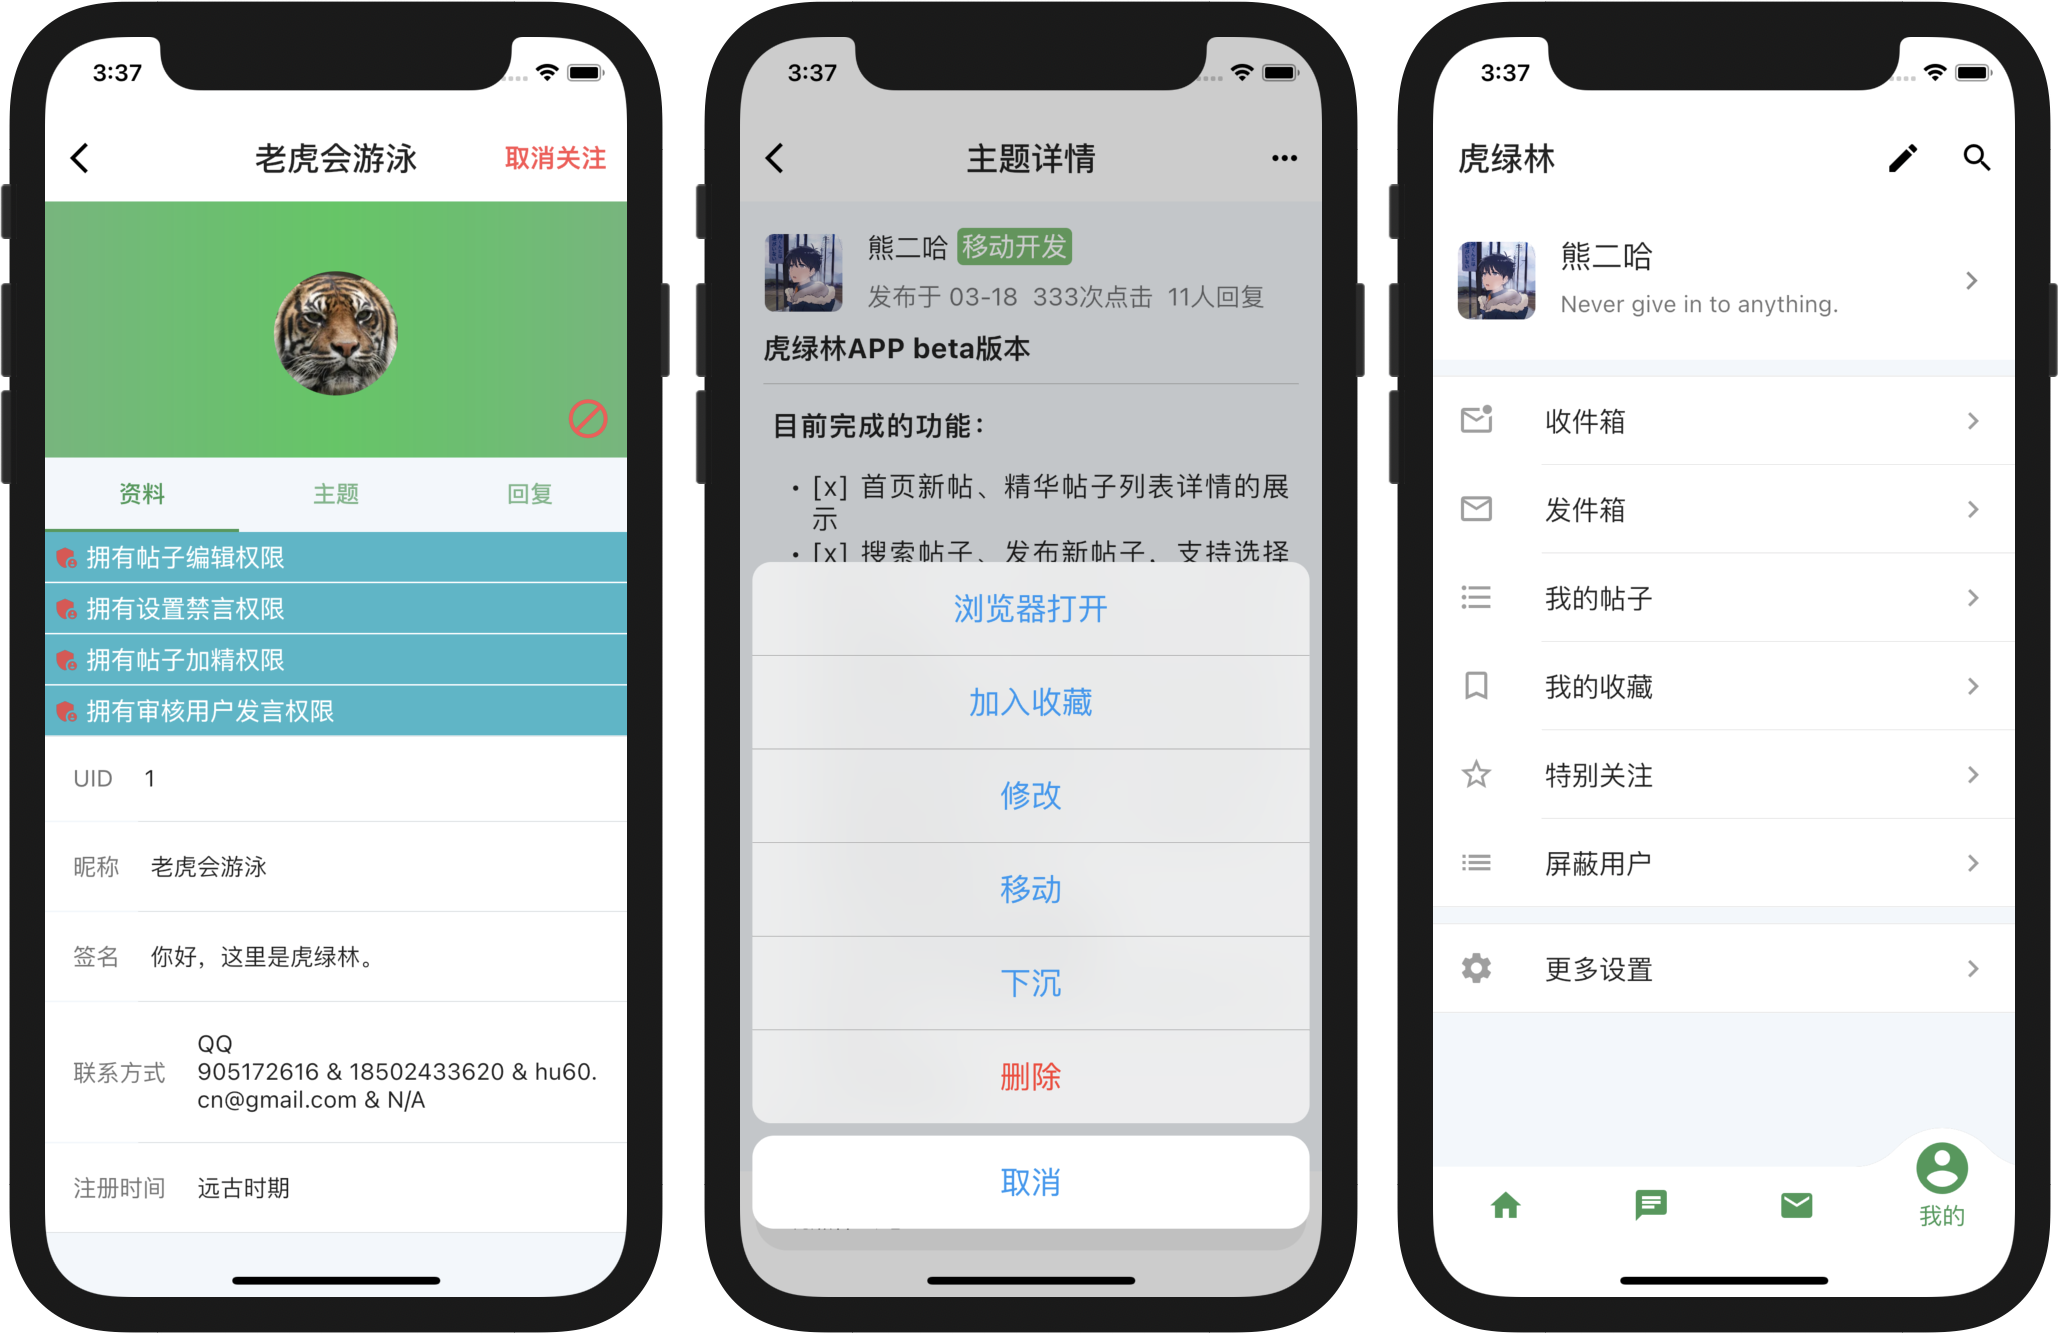 3:37
老虎会游泳
取消关注
资料
主题
回复
拥有帖子编辑权限
拥有设置禁言权限
拥有帖子加精权限
拥有审核用户发言权限
UID 1
昵称 老虎会游泳
签名 你好，这里是虎绿林。
联系方式
QQ
905172616 & 18502433620 & hu60.
cn@gmail.com & N/A
注册时间 远古时期
3:37
主题详情
熊二哈 移动开发
发布于 03-18 333次点击 11人回复
虎绿林APP beta版本
目前完成的功能：
• [x] 首页新帖、精华帖子列表详情的展
示
• [x] 搜索帖子、发布新帖子，支持选择
浏览器打开
加入收藏
修改
移动
下沉
删除
取消
3:37
虎绿林
熊二哈
Never give in to anything.
收件箱
发件箱
我的帖子
我的收藏
特别关注
屏蔽用户
更多设置
我的